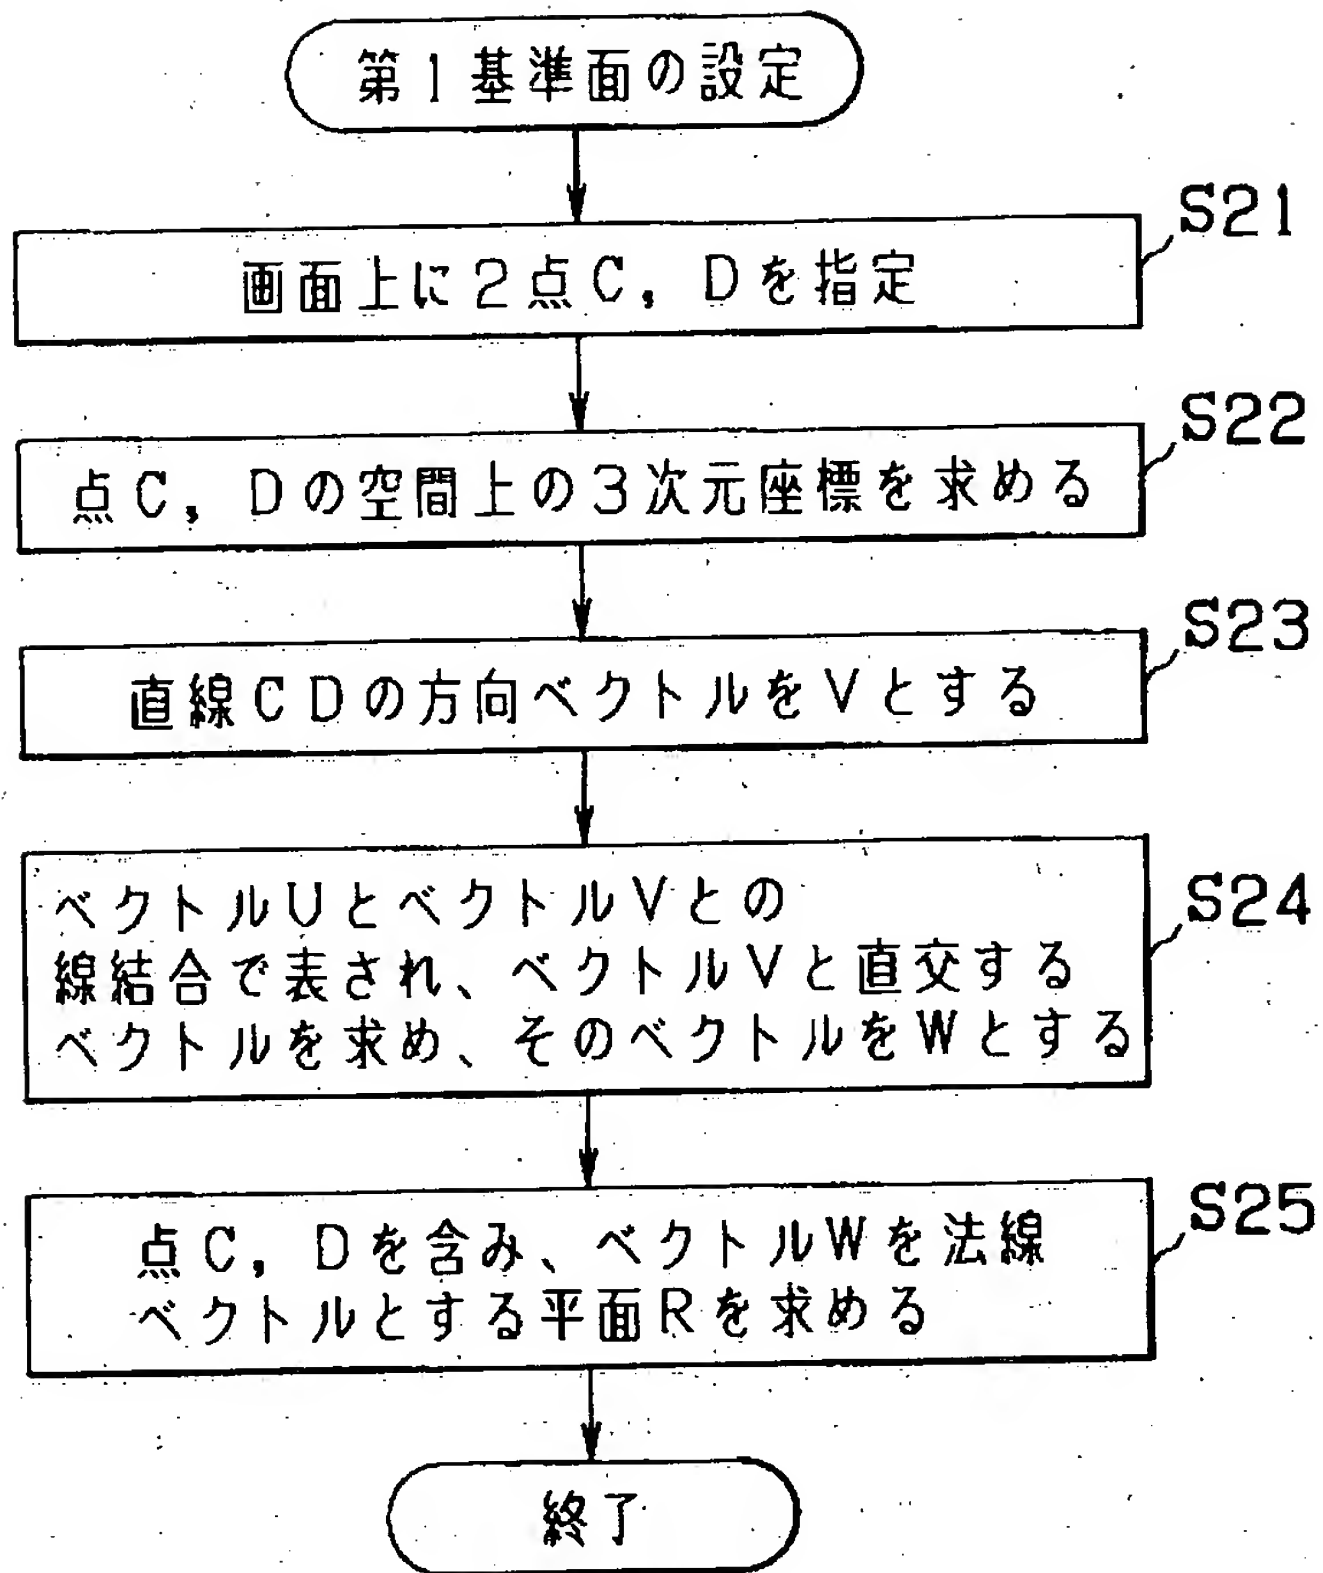 第1基準面の設定
S21
画面上に2点C，Dを指定
S22
点C，Dの空間上の3次元座標を求める
S23
直線CDの方向ベクトルをVとする
S24
ベクトルUとベクトルVとの
線結合で表され、ベクトルVと直交する
ベクトルを求め、そのベクトルをWとする
S25
点C，Dを含み、ベクトルWを法線
ベクトルとする平面Rを求める
終了